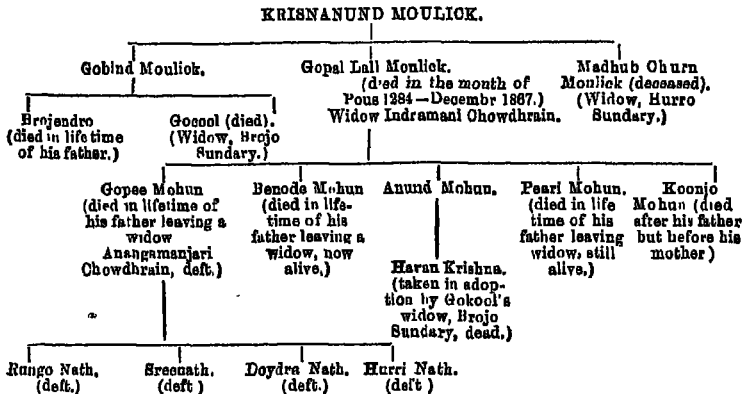 KRISNANUND MOULICK.
Gobind Moulick.
Gopal Lall Monlick.
(died in the month of
Pous 1284—Decembr 1867.)
Widow Indramani Chowdhrain.
Madhub Churn
Monlick (deceased).
(Widow, Hurro
Sundary.)
Brojendro
(died in life time
of his father.)
Gocool (died).
(Widow, Brojo
Sundary.)
Gopee Mohun
(died in lifetime of
his father leaving a
widow
Anangamanjari
Chowdhrain, deft.)
Benode Mohun
(died in life-
time of his
father leaving a
widow, now
alive.)
Anund Mohun.
Haran Krishna.
(taken in adop-
tion by Gokool's
widow, Brojo
Sundary, dead.)
Pearl Mohun.
(died in life
time of his
father leaving
widow, still
alive.)
Koonjo
Mohun (died
after his father
but before his
mother)
Rungo Nath.
(deft.)
Sreenath.
(deft)
Doydra Nath.
(deft.)
Hurri Nath.
(deft)